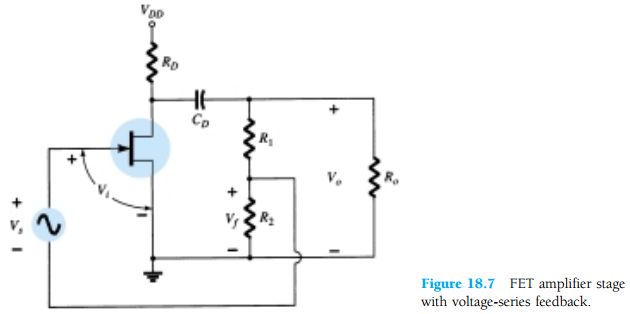 V_DD
R_D
C_D
R_1
+
+
V_i
V_o
R_o
+
+
V_s
V_f
R_2
Figure 18.7 FET amplifier stage
with voltage-series feedback.